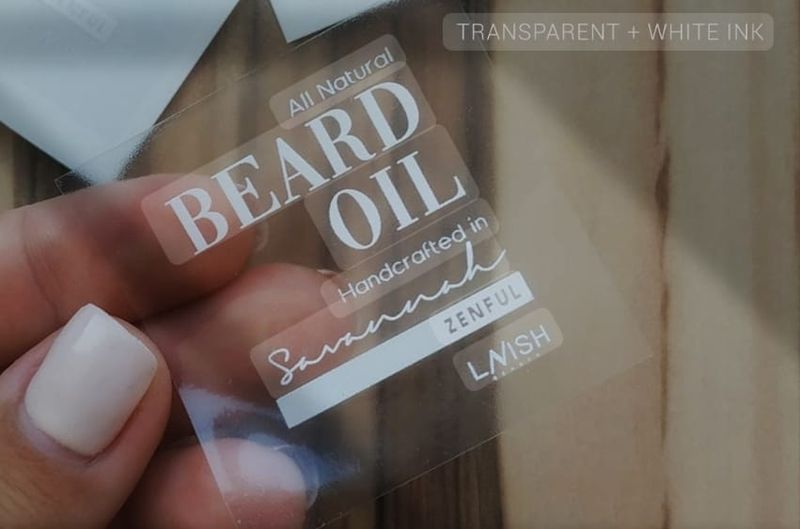 TRANSPARENT + WHITE INK
All Natural
BEARD
OIL
Handcrafted in
Savannah
ZENFUL
LAVISH